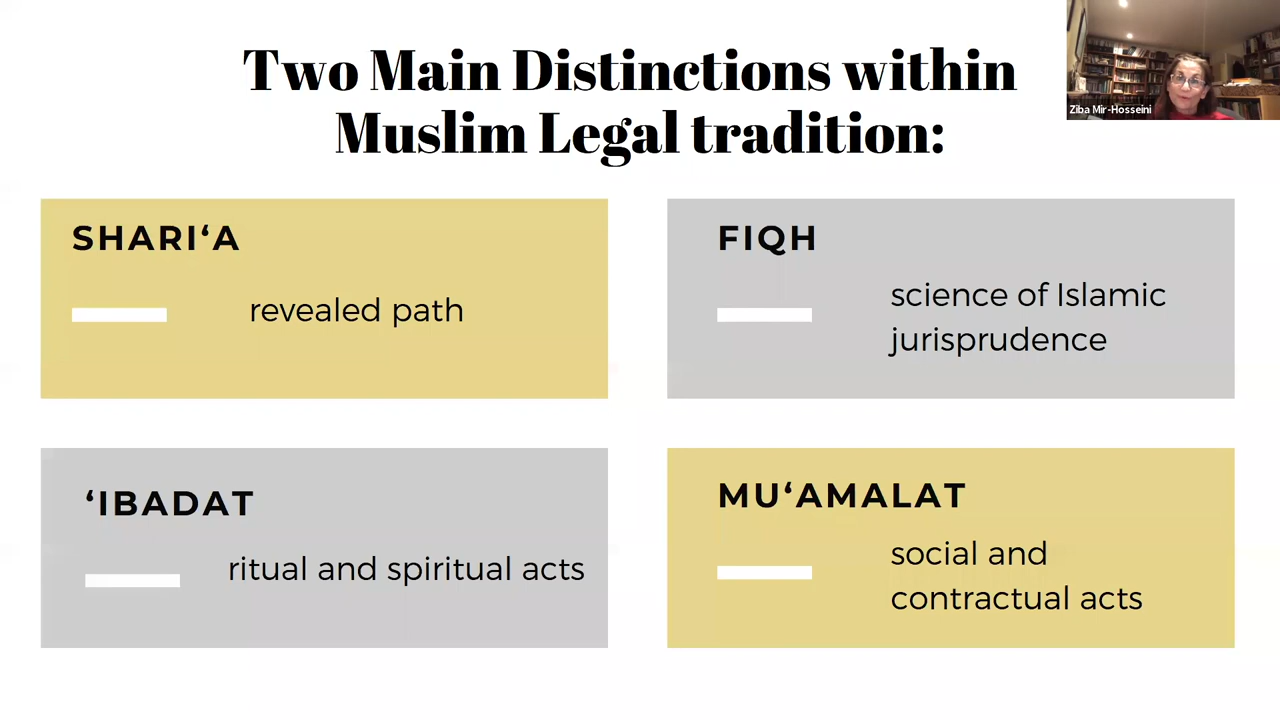 Two Main Distinctions within
Muslim Legal tradition:
Ziba Mir-Hosseini
SHARI‘A
revealed path
FIQH
science of Islamic
jurisprudence
‘IBADAT
ritual and spiritual acts
MU‘AMALAT
social and
contractual acts